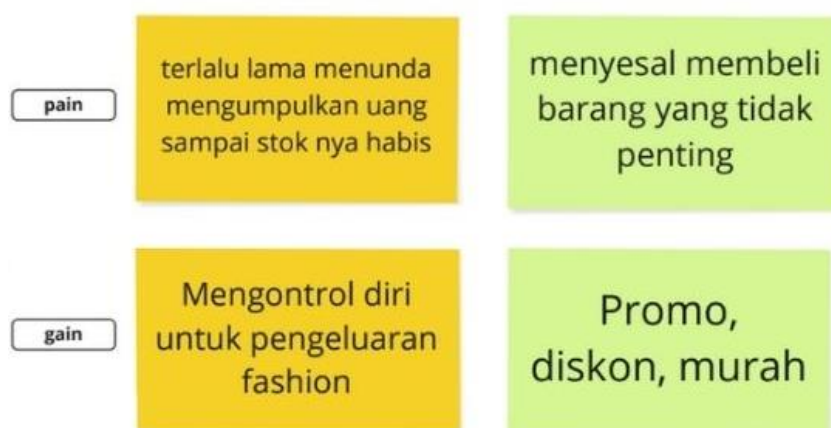 pain
terlalu lama menunda
mengumpulkan uang
sampai stok nya habis
menyesal membeli
barang yang tidak
penting
gain
Mengontrol diri
untuk pengeluaran
fashion
Promo,
diskon, murah